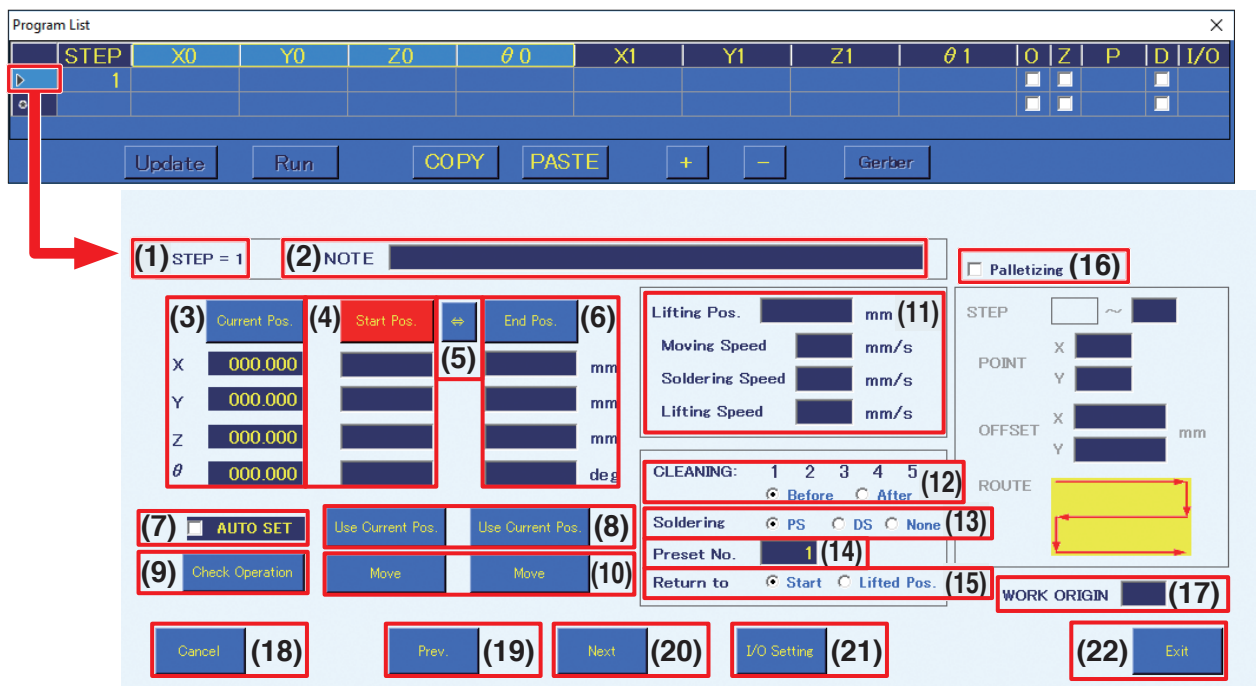 Program List
STEP X0 Y0 Z0 θ0 X1 Y1 Z1 θ1 O Z P D I/O
1
Update Run COPY PASTE + - Gerber
(1) STEP = 1 (2) NOTE
Palletizing (16)
(3) Current Pos. (4) Start Pos. ⇔ (5) End Pos. (6)
X 000.000 mm
Y 000.000 mm
Z 000.000 mm
θ 000.000 deg
Lifting Pos. mm (11)
Moving Speed mm/s
Soldering Speed mm/s
Lifting Speed mm/s
STEP ~
POINT X
Y
OFFSET X
Y mm
ROUTE
CLEANING: 1 2 3 4 5 (12)
Before After
Soldering PS DS None (13)
Preset No. 1 (14)
Return to Start Lifted Pos. (15)
(7) AUTO SET Use Current Pos. Use Current Pos. (8)
(9) Check Operation Move Move (10)
WORK ORIGIN (17)
Cancel (18) Prev. (19) Next (20) I/O Setting (21) (22) Exit